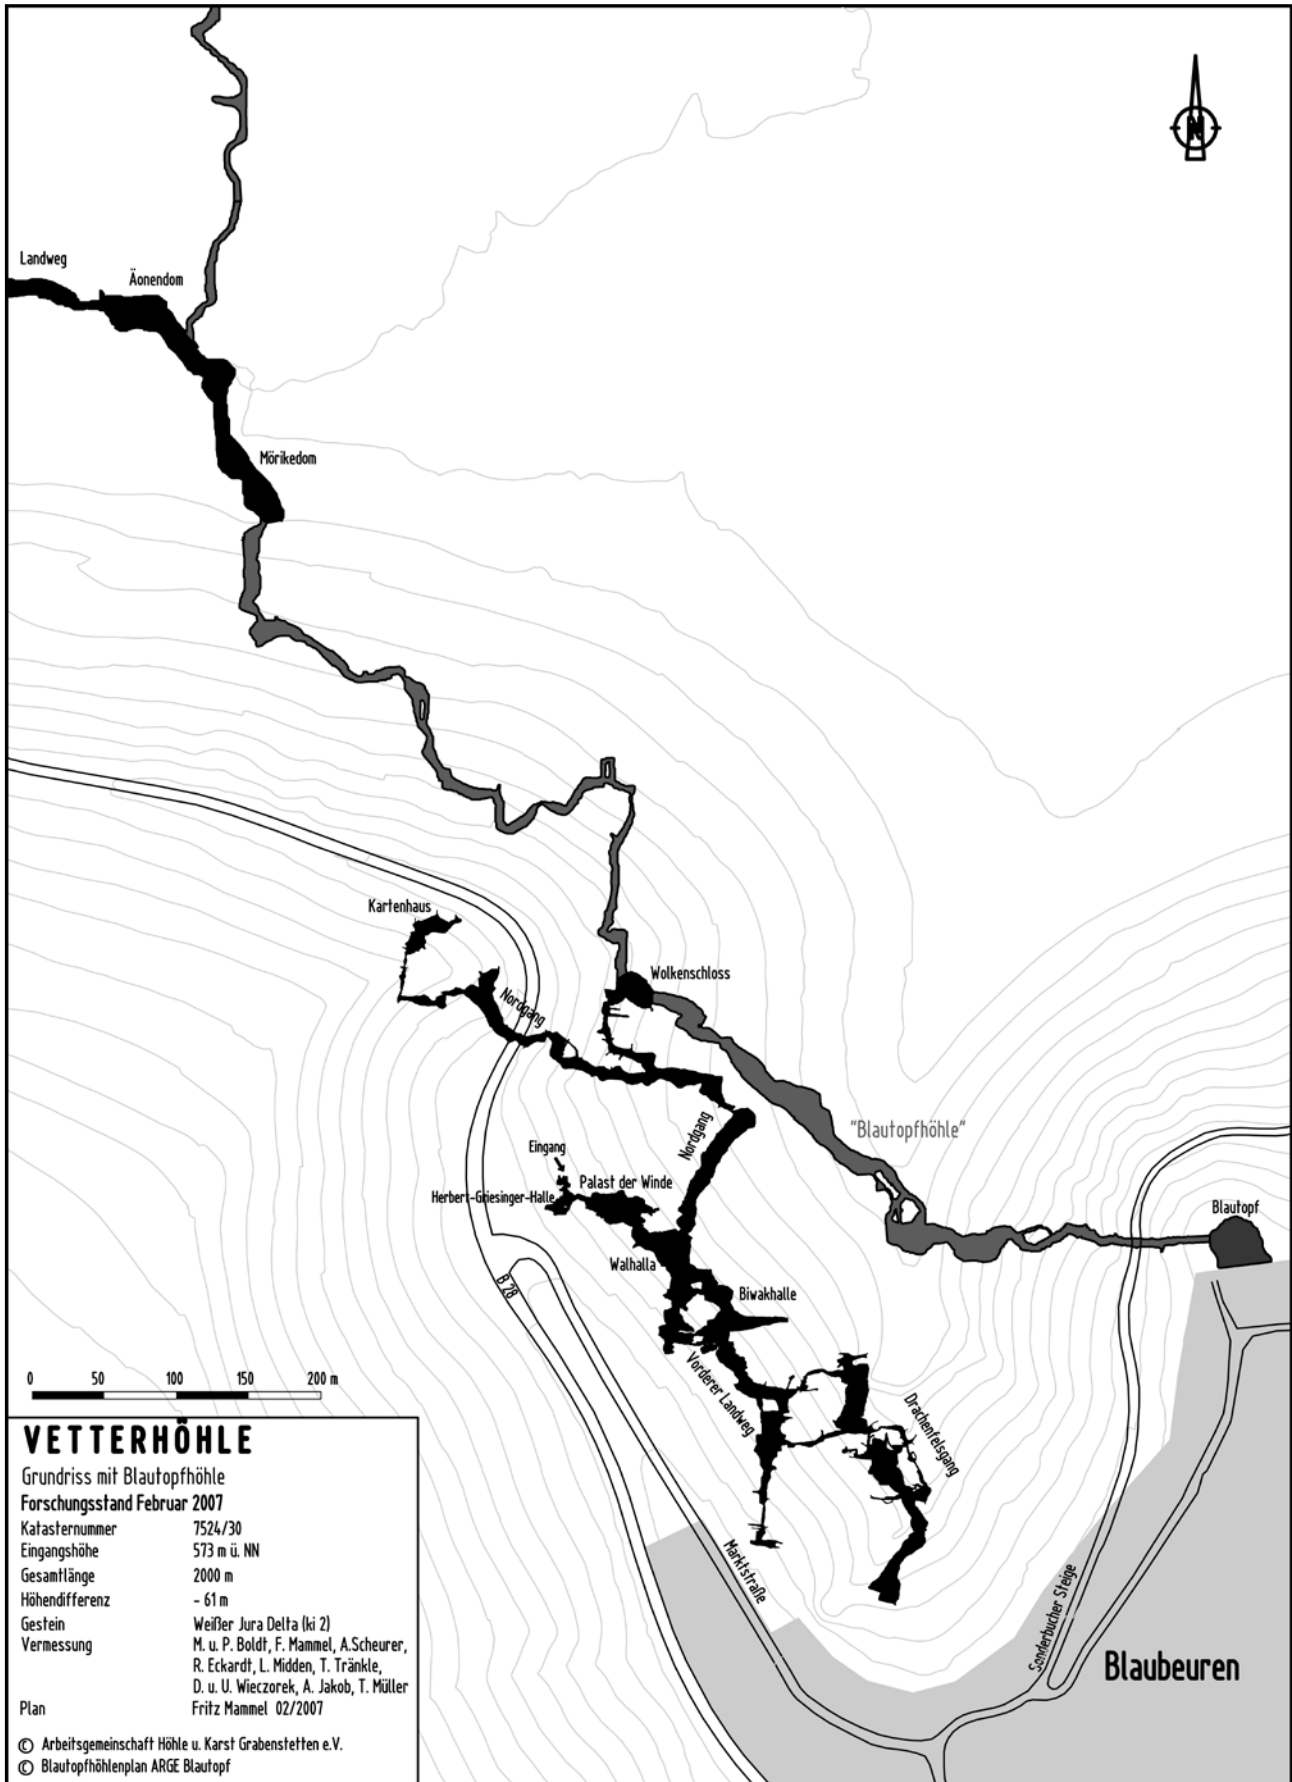 N
Landweg
Äonendom
Mörikedom
Kartenhaus
Wolkenschloss
Nordgang
Nordgang
"Blautopfhöhle"
Eingang
Palast der Winde
Herbert-Griesinger-Halle
Blautopf
Walhalla
B 28
Biwakhalle
Vorderer Landweg
Drachenfelsgang
Marktstraße
Sonderbucher Steige
Blaubeuren
0 50 100 150 200 m
VETTERHÖHLE
Grundriss mit Blautopfhöhle
Forschungsstand Februar 2007
Katasternummer 7524/30
Eingangshöhe 573 m ü. NN
Gesamtlänge 2000 m
Höhendifferenz - 61 m
Gestein Weißer Jura Delta (ki 2)
Vermessung M. u. P. Boldt, F. Mammel, A.Scheurer,
R. Eckardt, L. Midden, T. Tränkle,
D. u. U. Wieczorek, A. Jakob, T. Müller
Plan Fritz Mammel 02/2007
© Arbeitsgemeinschaft Höhle u. Karst Grabenstetten e.V.
© Blautopfhöhlenplan ARGE Blautopf